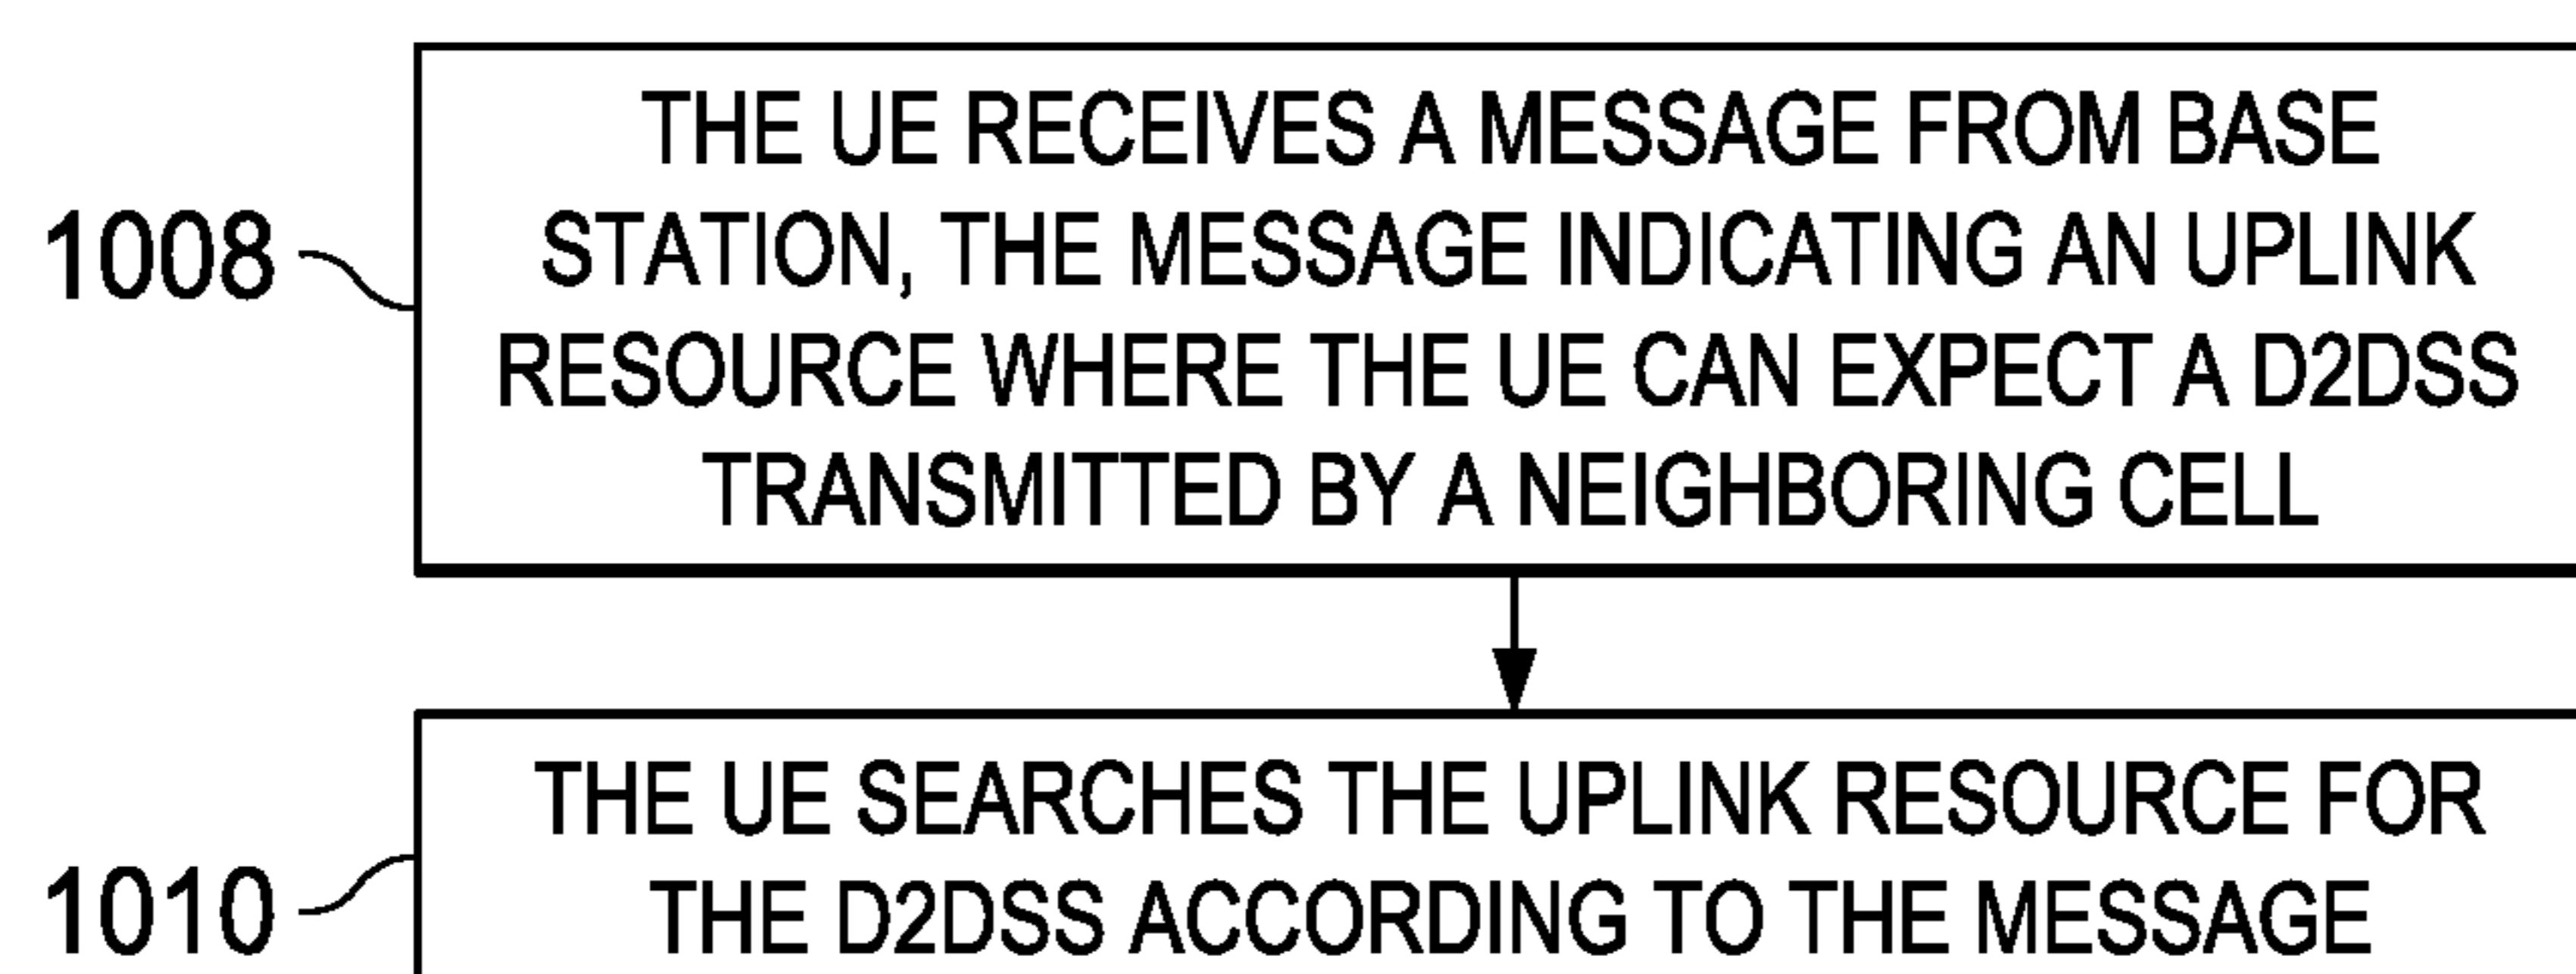 THE UE RECEIVES A MESSAGE FROM BASE
STATION, THE MESSAGE INDICATING AN UPLINK
1008
RESOURCE WHERE THE UE CAN EXPECT A D2DSS
TRANSMITTED BY A NEIGHBORING CELL
THE UE SEARCHES THE UPLINK RESOURCE FOR
1010
THE D2DSS ACCORDING TO THE MESSAGE